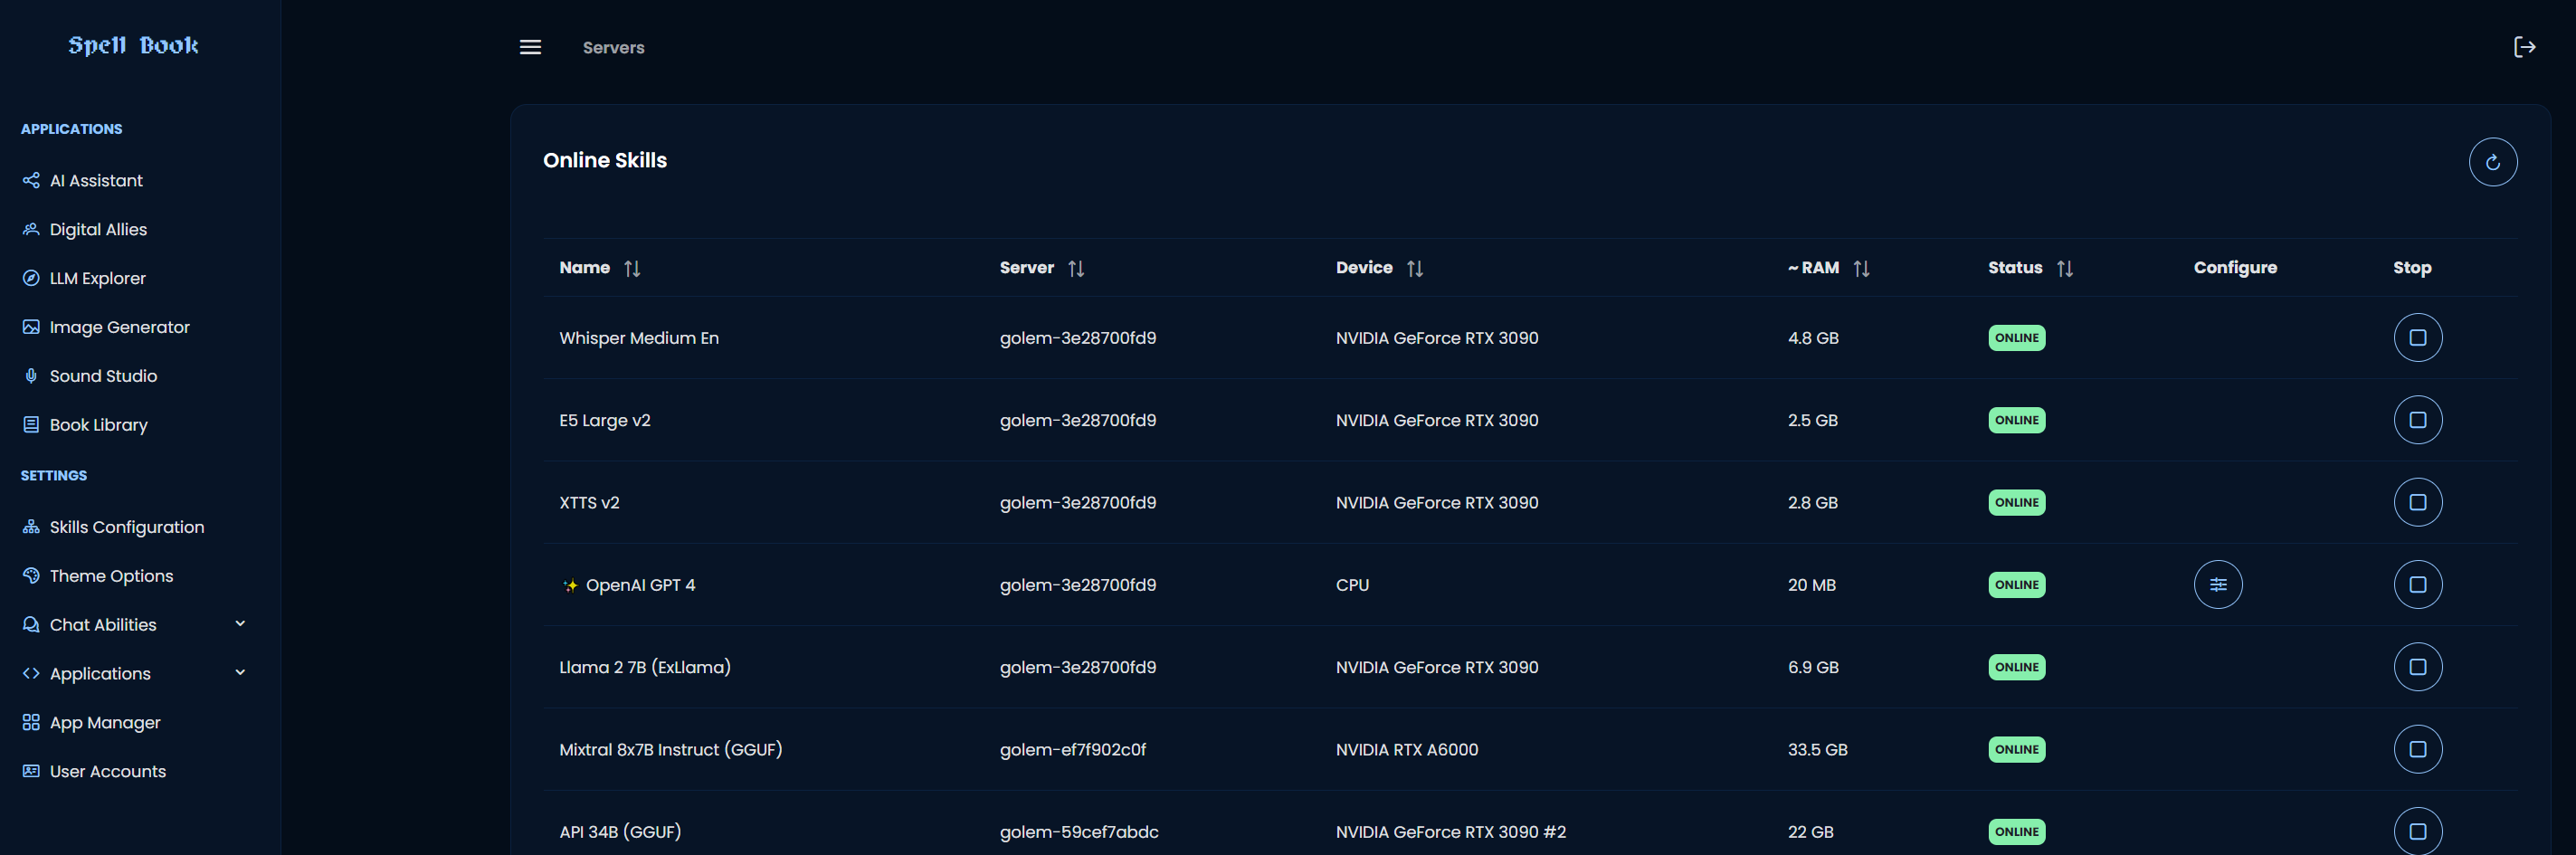 Spell Book
Servers
APPLICATIONS
AI Assistant
Digital Allies
LLM Explorer
Image Generator
Sound Studio
Book Library
SETTINGS
Skills Configuration
Theme Options
Chat Abilities
Applications
App Manager
User Accounts
Online Skills
Name Server Device ~ RAM Status Configure Stop
Whisper Medium En golem-3e28700fd9 NVIDIA GeForce RTX 3090 4.8 GB ONLINE
E5 Large v2 golem-3e28700fd9 NVIDIA GeForce RTX 3090 2.5 GB ONLINE
XTTS v2 golem-3e28700fd9 NVIDIA GeForce RTX 3090 2.8 GB ONLINE
✨ OpenAI GPT 4 golem-3e28700fd9 CPU 20 MB ONLINE
Llama 2 7B (ExLlama) golem-3e28700fd9 NVIDIA GeForce RTX 3090 6.9 GB ONLINE
Mixtral 8x7B Instruct (GGUF) golem-ef7f902c0f NVIDIA RTX A6000 33.5 GB ONLINE
API 34B (GGUF) golem-59cef7abdc NVIDIA GeForce RTX 3090 #2 22 GB ONLINE